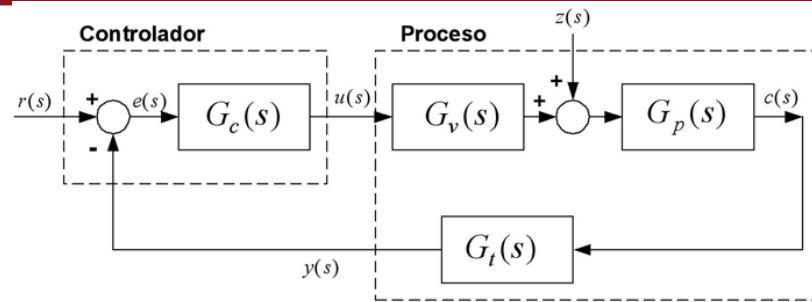 Controlador
Proceso
z(s)
r(s)
+
-
e(s)
G_c(s)
u(s)
G_v(s)
+
+
G_p(s)
c(s)
G_t(s)
y(s)